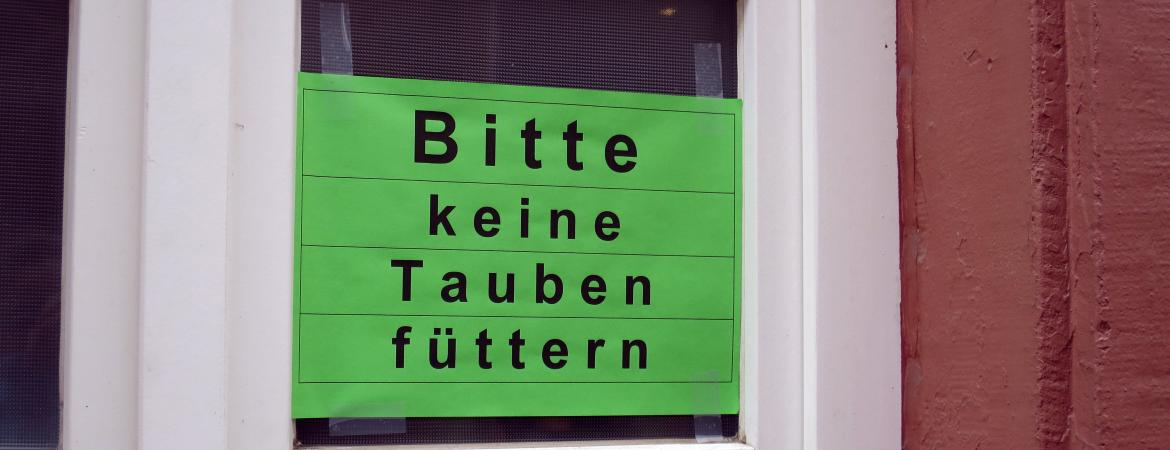 Bitte
keine
Tauben
füttern